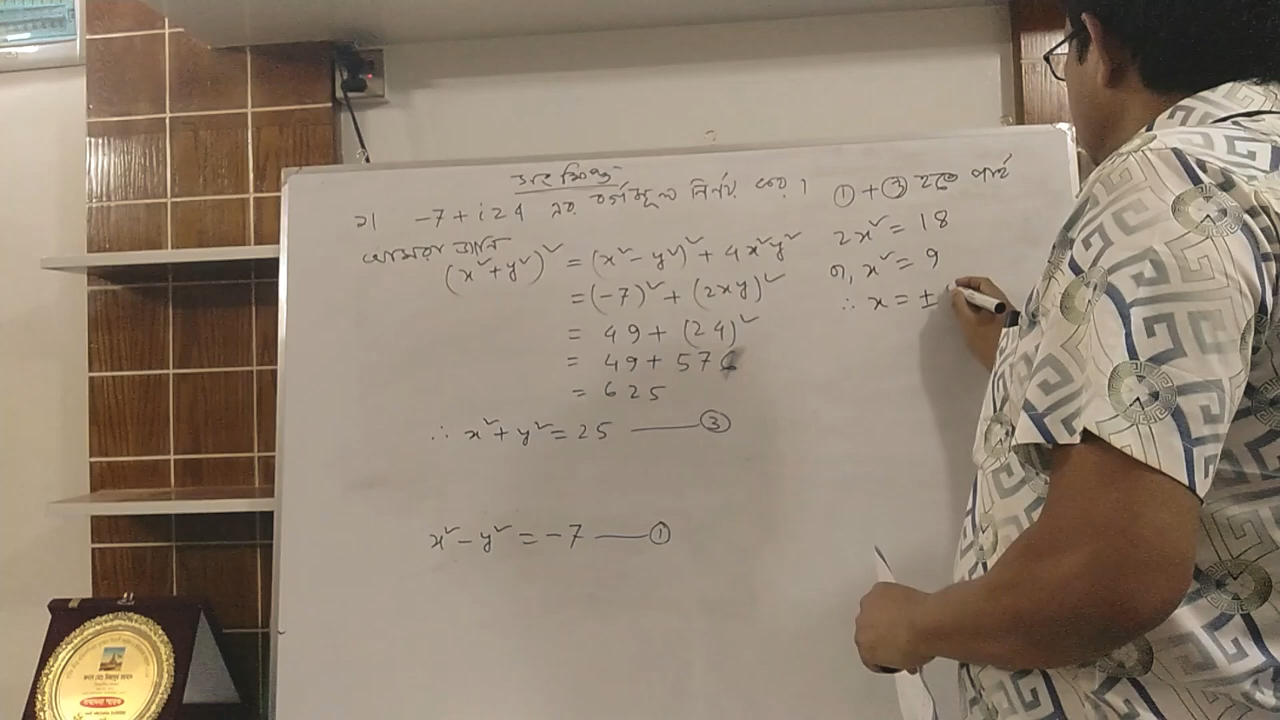 ২। -7 + i24 এর বর্গমূল নির্ণয় কর।
আমরা জানি
(x² + y²)² = (x² - y²)² + 4x²y²
= (-7)² + (2xy)²
= 49 + (24)²
= 49 + 576
= 625
∴ x² + y² = 25 —— ③
x² - y² = -7 —— ①
① + ③ হতে পাই
2x² = 18
বা, x² = 9
∴ x = ±